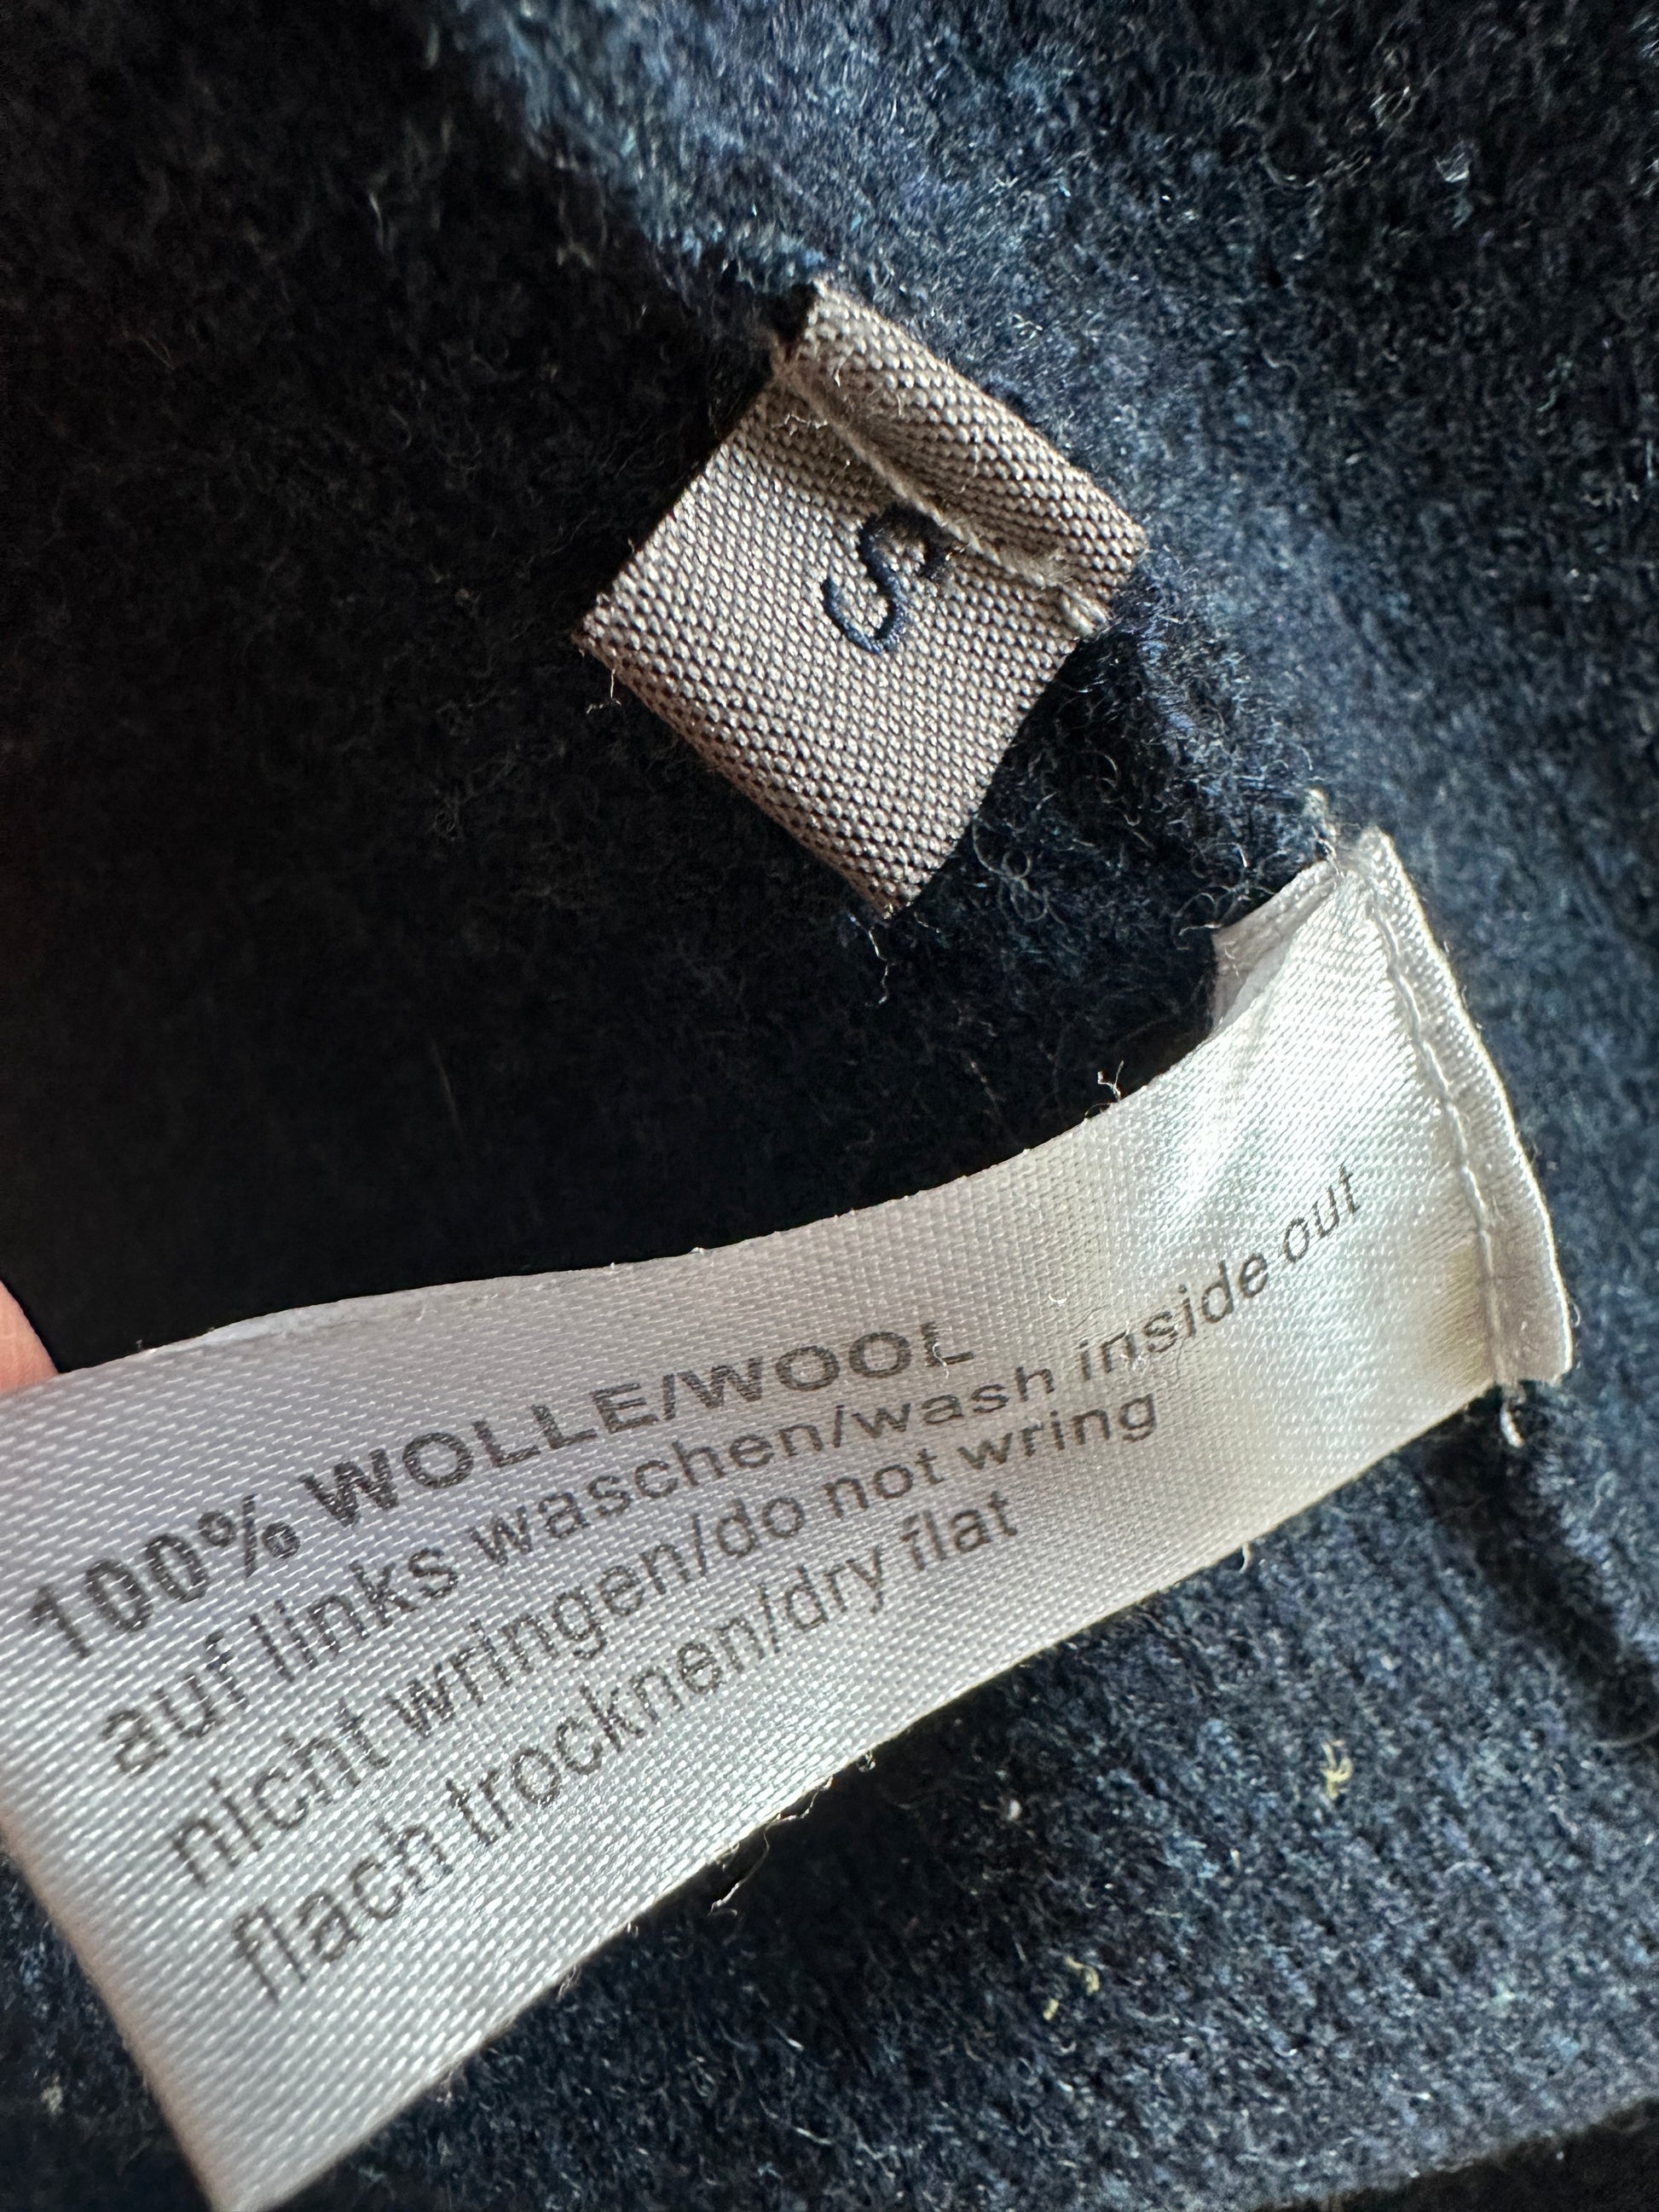 S
100% WOLLE/WOOL
auf links waschen/wash inside out
nicht wringen/do not wring
flach trocknen/dry flat